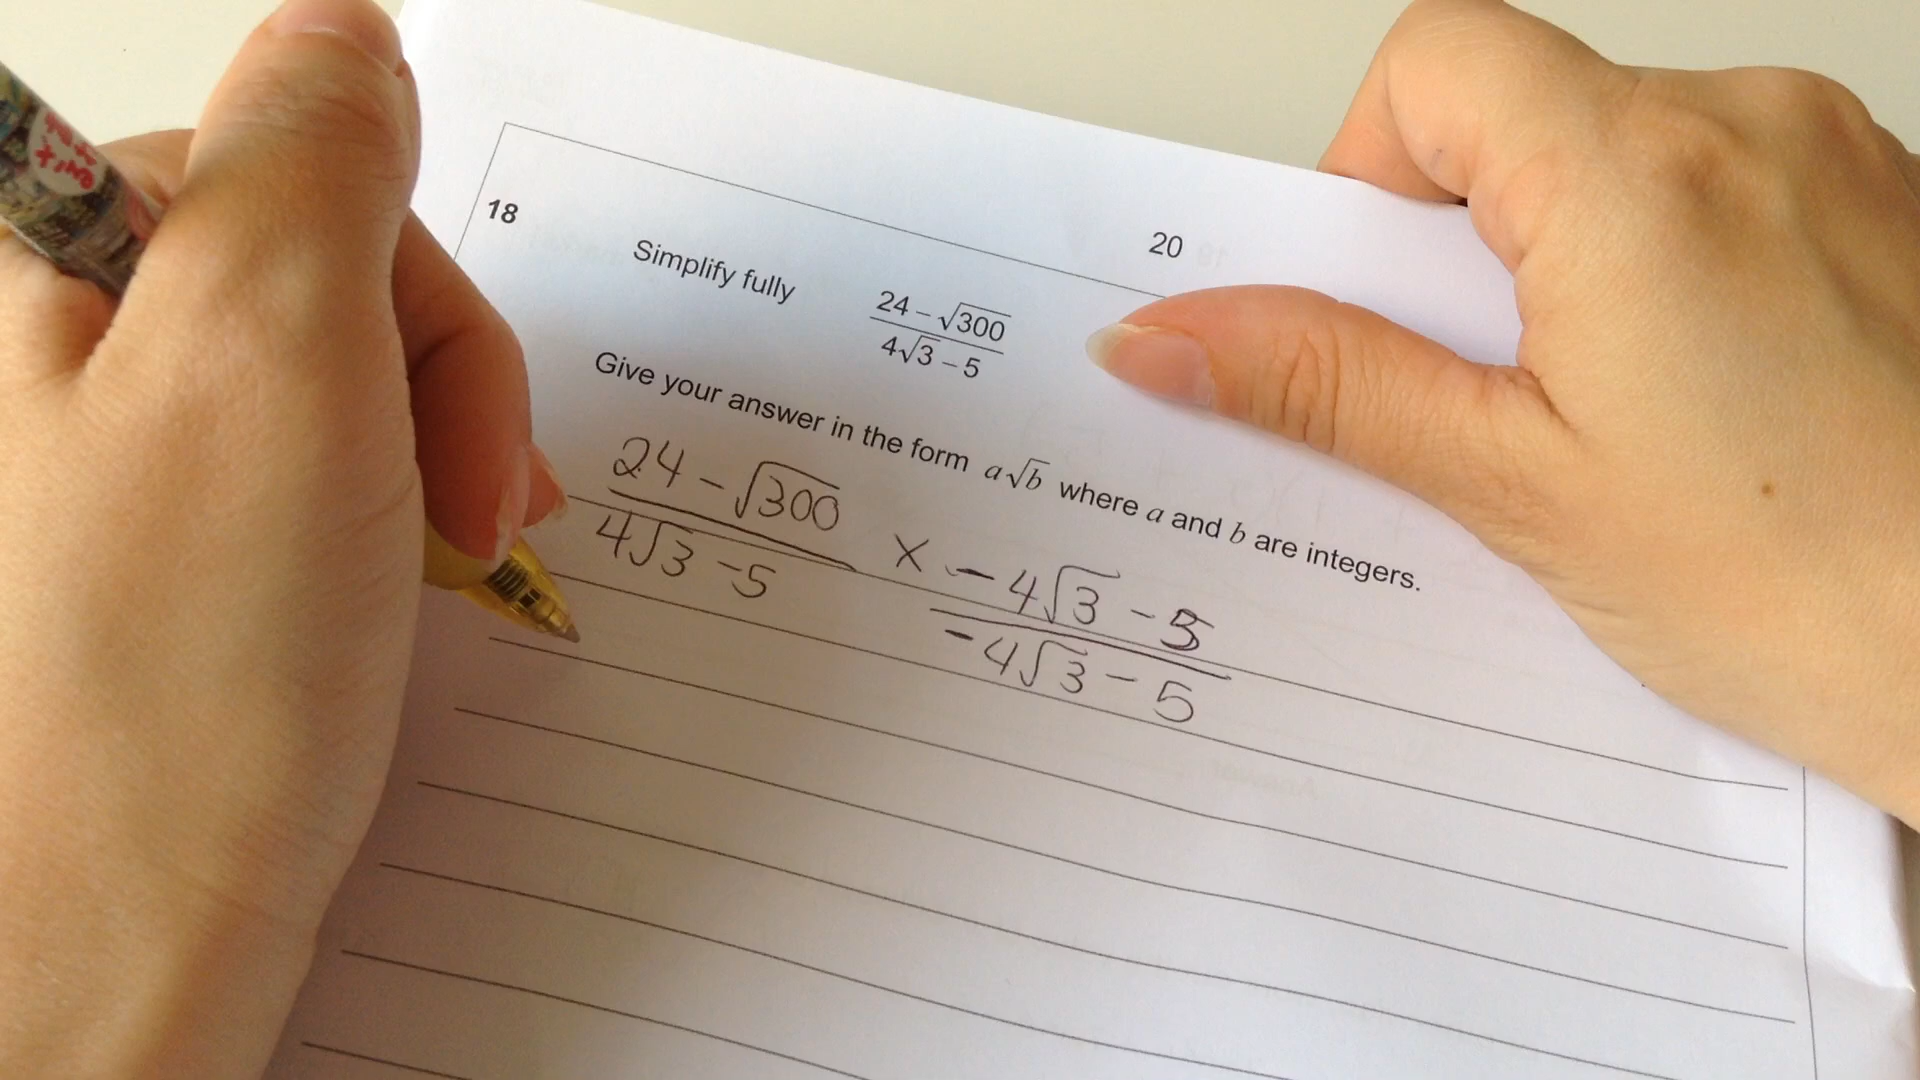 20
18
Simplify fully
24 – √300
4√3 – 5
Give your answer in the form a√b where a and b are integers.
24 - √300
4√3 - 5
× - 4√3 - 5
- 4√3 - 5